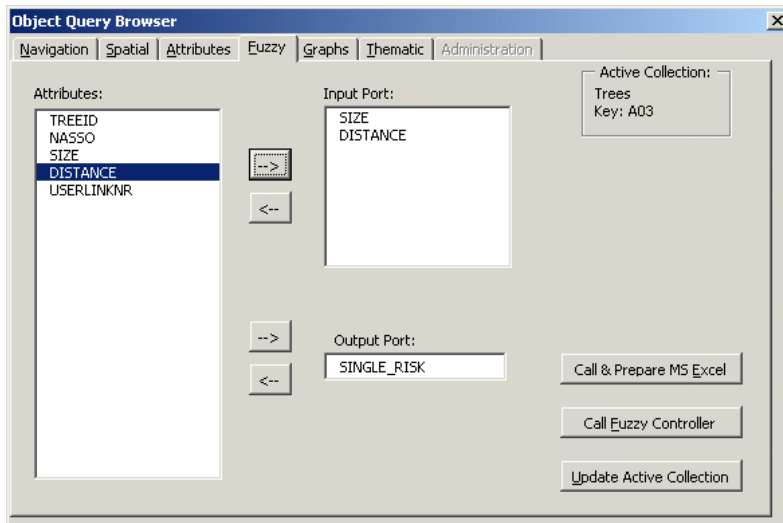 Object Query Browser
Navigation Spatial Attributes Fuzzy Graphs Thematic Administration
Active Collection:
Trees
Key: A03
Attributes:
TREEID
NASSO
SIZE
DISTANCE
USERLINKNR
-->
<--
Input Port:
SIZE
DISTANCE
-->
<--
Output Port:
SINGLE_RISK
Call & Prepare MS Excel
Call Fuzzy Controller
Update Active Collection